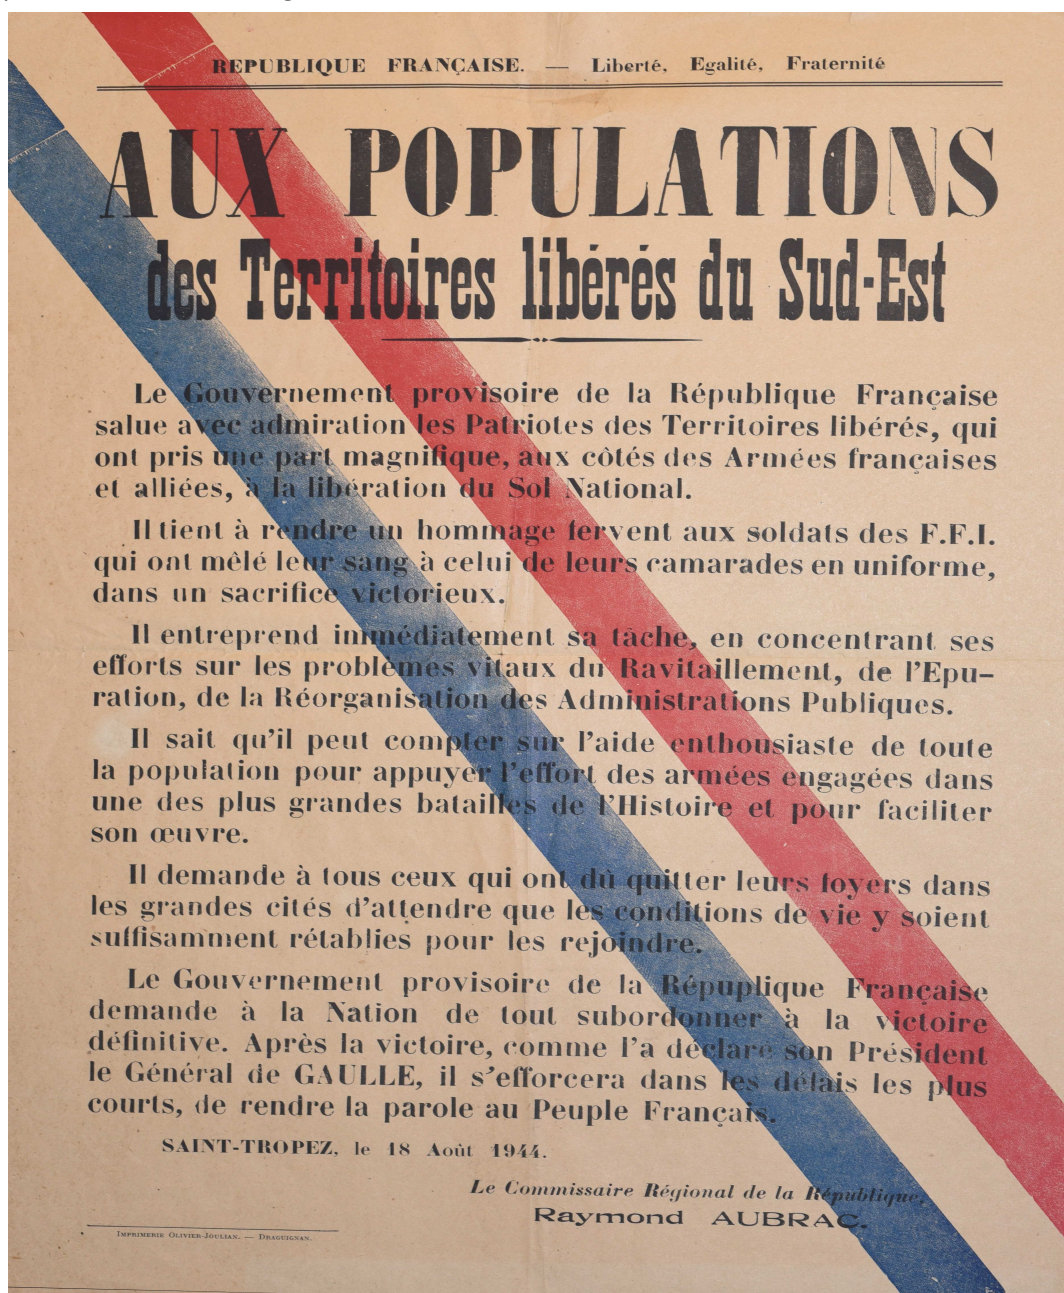 REPUBLIQUE FRANÇAISE. — Liberté, Egalité, Fraternité
AUX POPULATIONS
des Territoires libérés du Sud-Est
Le Gouvernement provisoire de la République Française
salue avec admiration les Patriotes des Territoires libérés, qui
ont pris une part magnifique, aux côtés des Armées françaises
et alliées, à la libération du Sol National.
Il tient à rendre un hommage fervent aux soldats des F.F.I.
qui ont mêlé leur sang à celui de leurs camarades en uniforme,
dans un sacrifice victorieux.
Il entreprend immédiatement sa tâche, en concentrant ses
efforts sur les problèmes vitaux du Ravitaillement, de l'Epu-
ration, de la Réorganisation des Administrations Publiques.
Il sait qu'il peut compter sur l'aide enthousiaste de toute
la population pour appuyer l'effort des armées engagées dans
une des plus grandes batailles de l'Histoire et pour faciliter
son œuvre.
Il demande à tous ceux qui ont dû quitter leurs foyers dans
les grandes cités d'attendre que les conditions de vie y soient
suffisamment rétablies pour les rejoindre.
Le Gouvernement provisoire de la Répuplique Française
demande à la Nation de tout subordonner à la victoire
définitive. Après la victoire, comme l'a déclaré son Président
le Général de GAULLE, il s'efforcera dans les délais les plus
courts, de rendre la parole au Peuple Français.
SAINT-TROPEZ, le 18 Août 1944.
Le Commissaire Régional de la République,
Raymond AUBRAC.
IMPRIMERIE OLIVIER-JOULIAN. — DRAGUIGNAN.